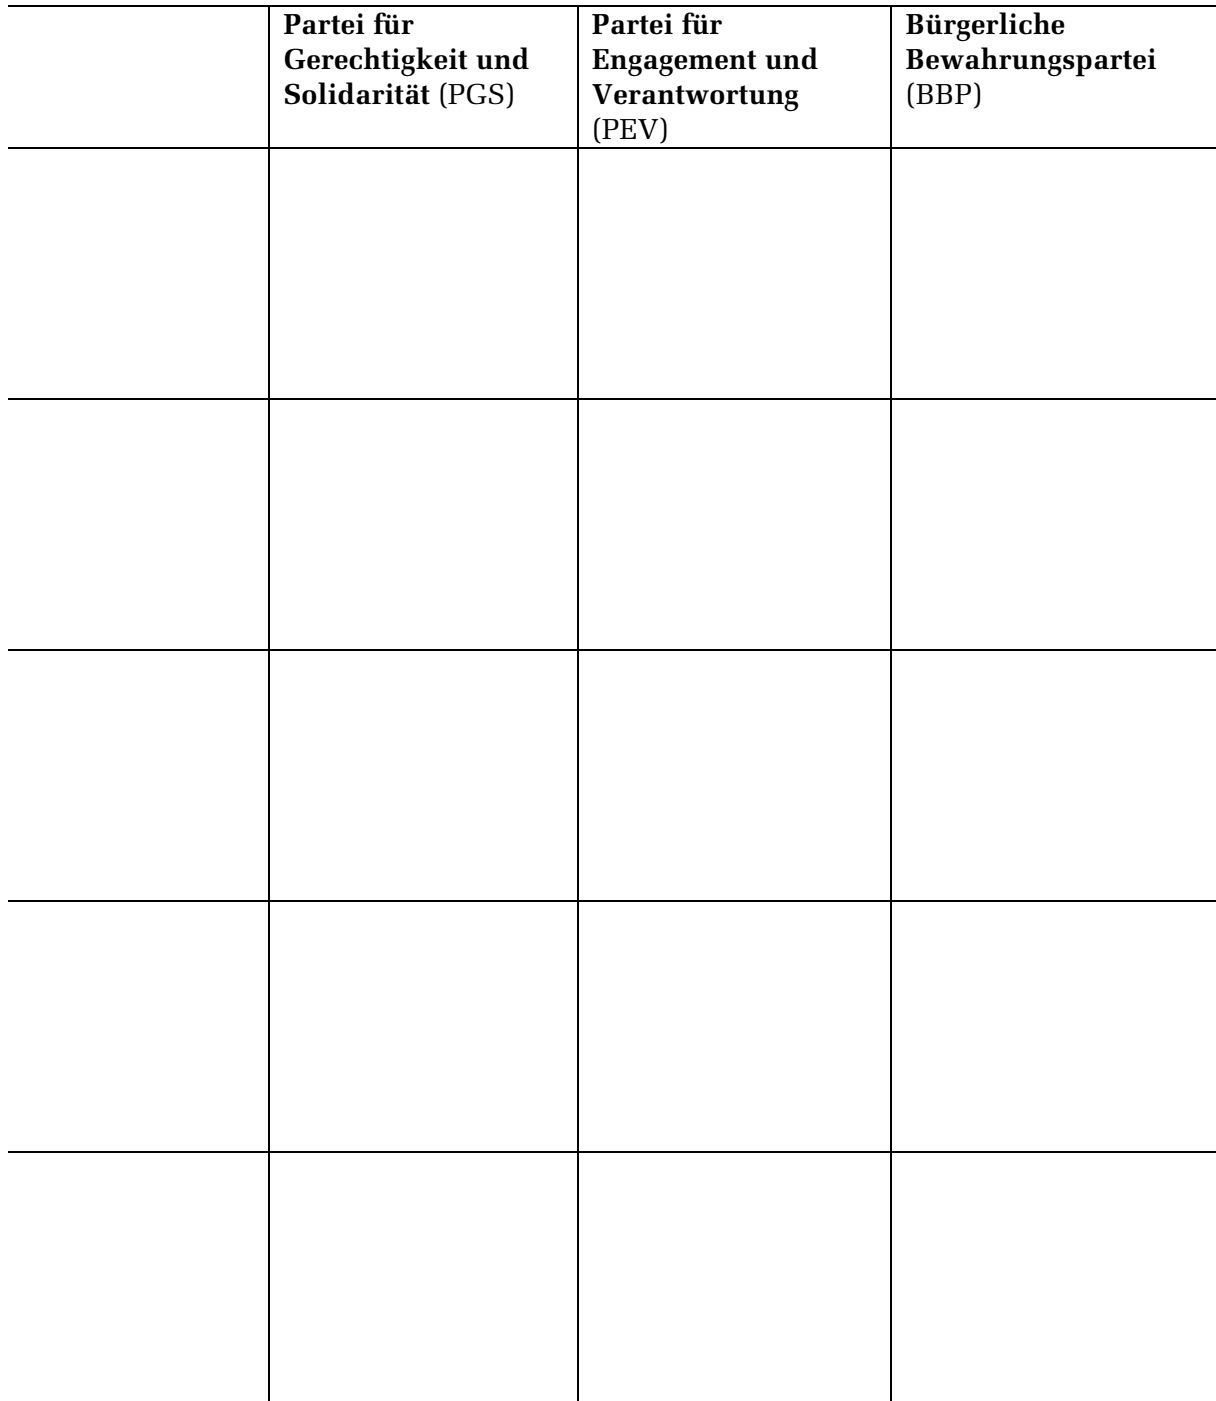 Partei für
Gerechtigkeit und
Solidarität (PGS)
Partei für
Engagement und
Verantwortung
(PEV)
Bürgerliche
Bewahrungspartei
(BBP)